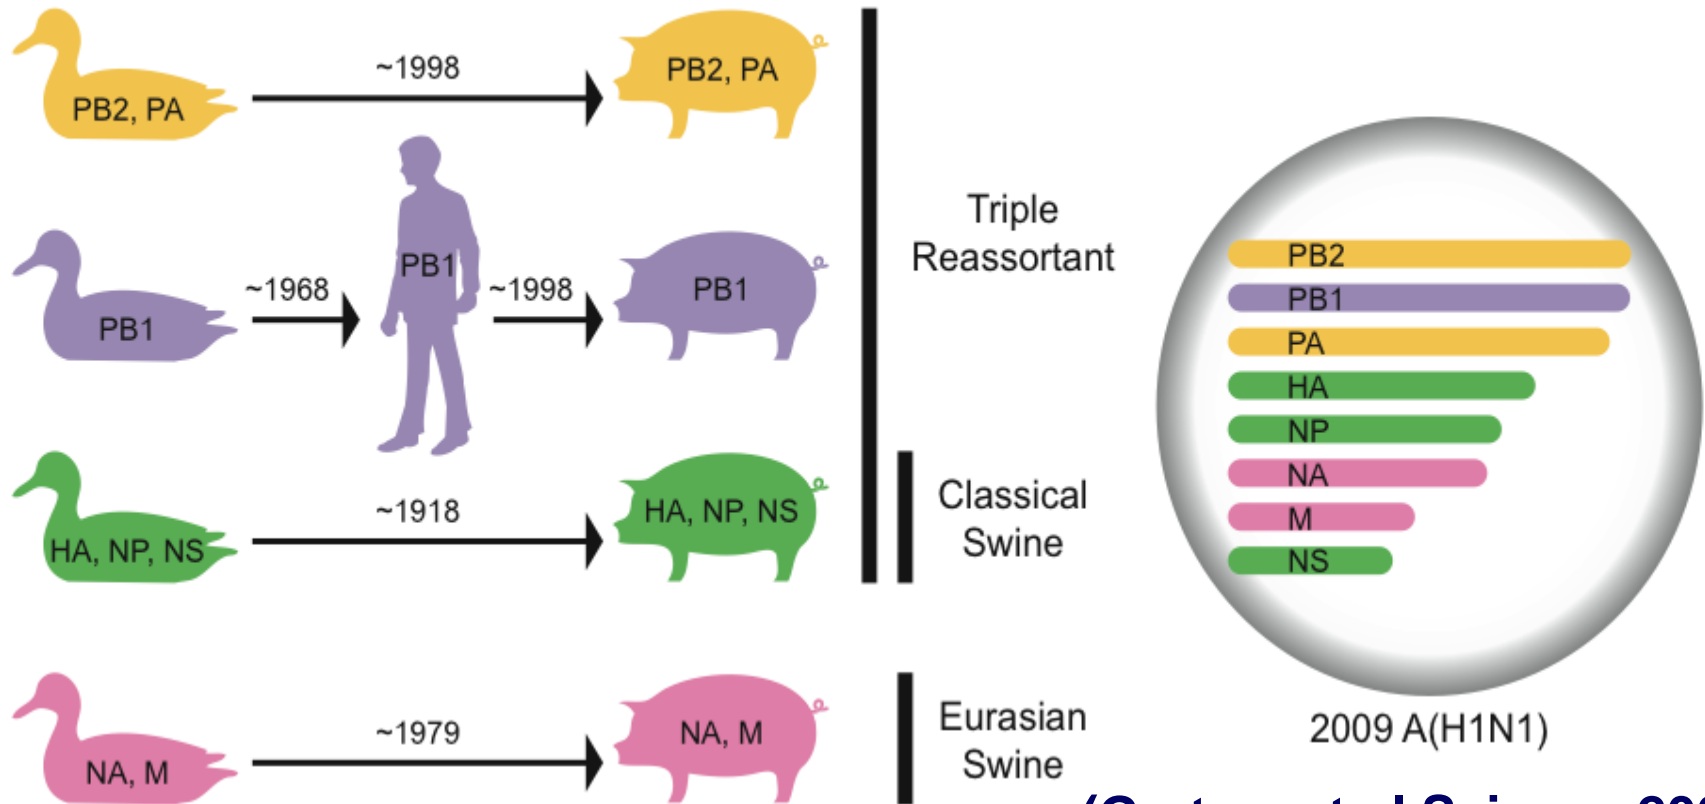 PB2, PA
~1998
PB2, PA
PB1
~1968
PB1
~1998
PB1
HA, NP, NS
~1918
HA, NP, NS
NA, M
~1979
NA, M
Triple
Reassortant
Classical
Swine
Eurasian
Swine
PB2
PB1
PA
HA
NP
NA
M
NS
2009 A(H1N1)